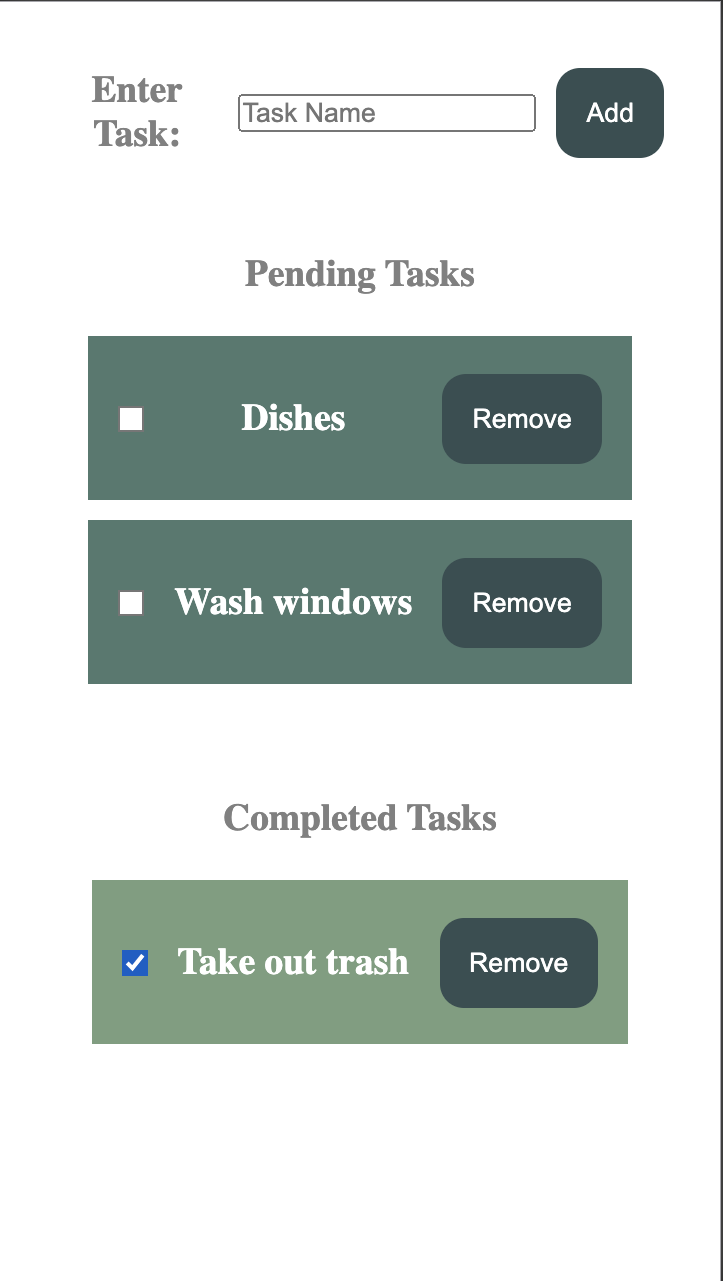 Enter
Task:
Task Name
Add
Pending Tasks
Dishes
Remove
Wash windows
Remove
Completed Tasks
Take out trash
Remove